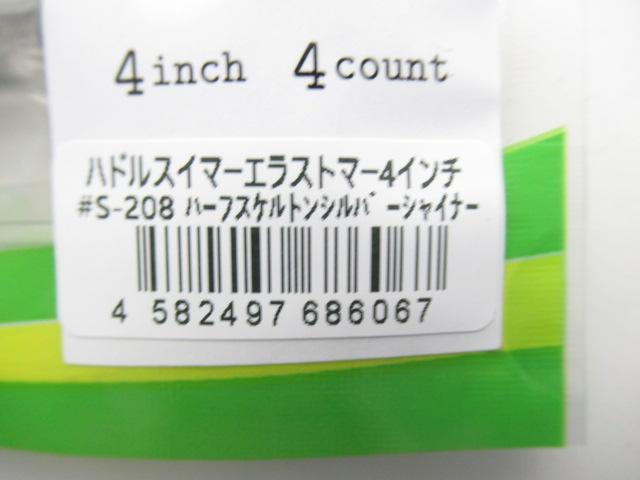 4inch 4count
ハドルスイマーエラストマー4インチ
#S-208 ハーフスケルトンシルバーシャイナー
4 582497 686067